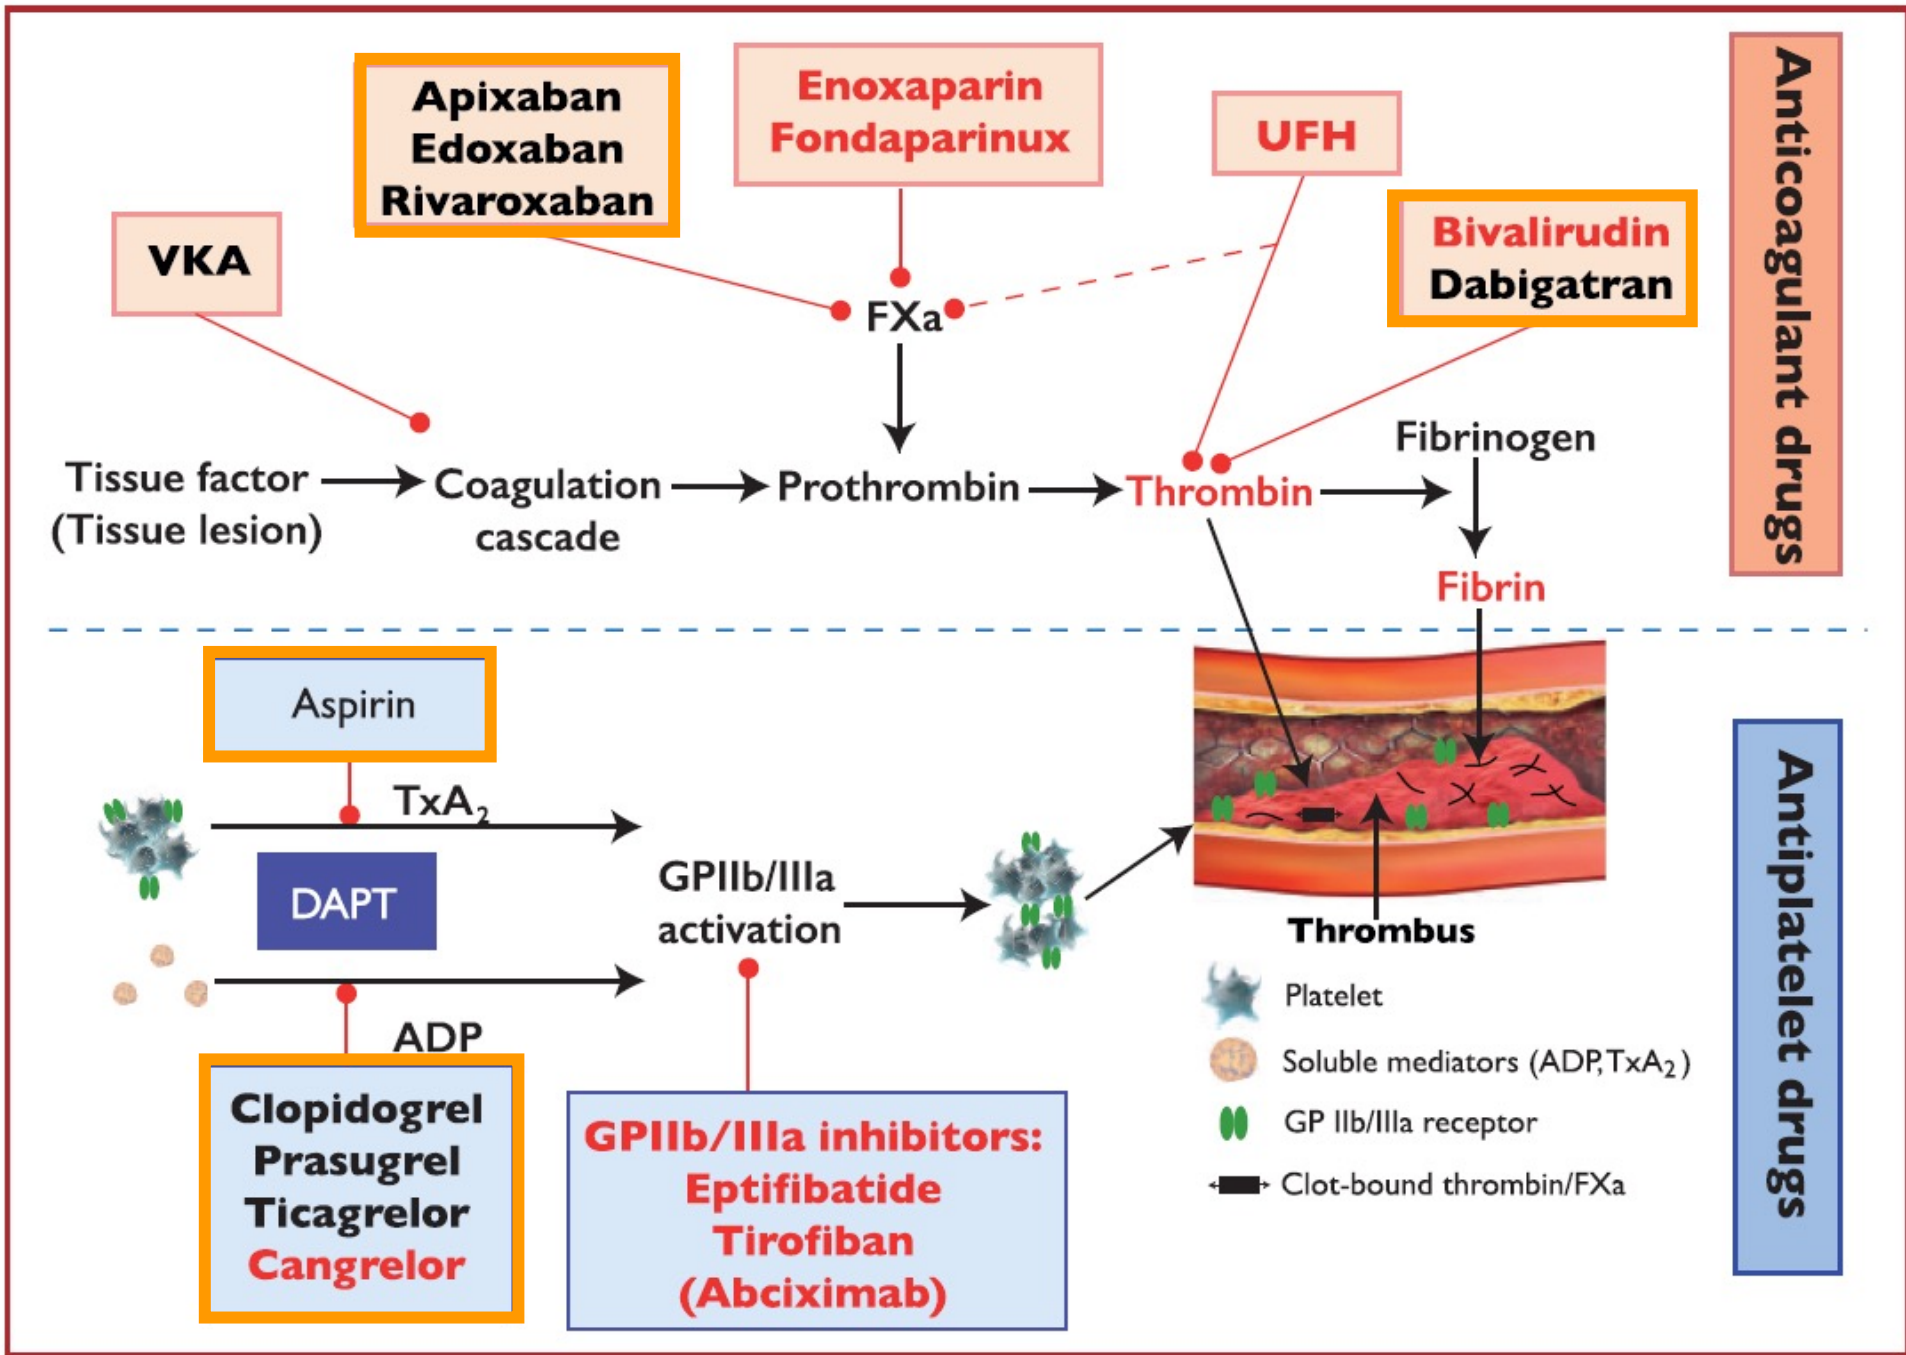 Apixaban
Edoxaban
Rivaroxaban
Enoxaparin
Fondaparinux
UFH
Bivalirudin
Dabigatran
VKA
FXa
Tissue factor
(Tissue lesion)
Coagulation
cascade
Prothrombin
Thrombin
Fibrinogen
Fibrin
Anticoagulant drugs
Aspirin
TxA₂
DAPT
ADP
GPIIb/IIIa
activation
Clopidogrel
Prasugrel
Ticagrelor
Cangrelor
GPIIb/IIIa inhibitors:
Eptifibatide
Tirofiban
(Abciximab)
Thrombus
Platelet
Soluble mediators (ADP,TxA₂)
GP IIb/IIIa receptor
Clot-bound thrombin/FXa
Antiplatelet drugs